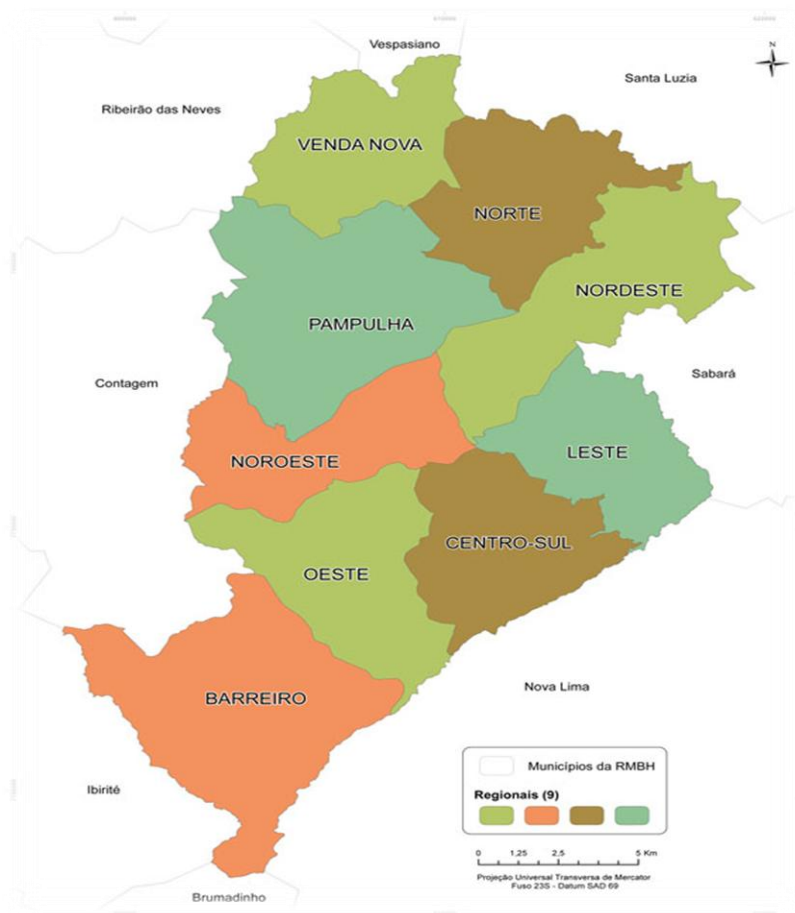 Vespasiano
N
Santa Luzia
Ribeirão das Neves
VENDA NOVA
NORTE
NORDESTE
PAMPULHA
Sabará
Contagem
LESTE
NOROESTE
CENTRO-SUL
OESTE
Nova Lima
BARREIRO
Municípios da RMBH
Ibirité
Regionais (9)
0 1,25 2,5 5 Km
Projeção Universal Transversa de Mercator
Fuso 23S - Datum SAD 69
Brumadinho